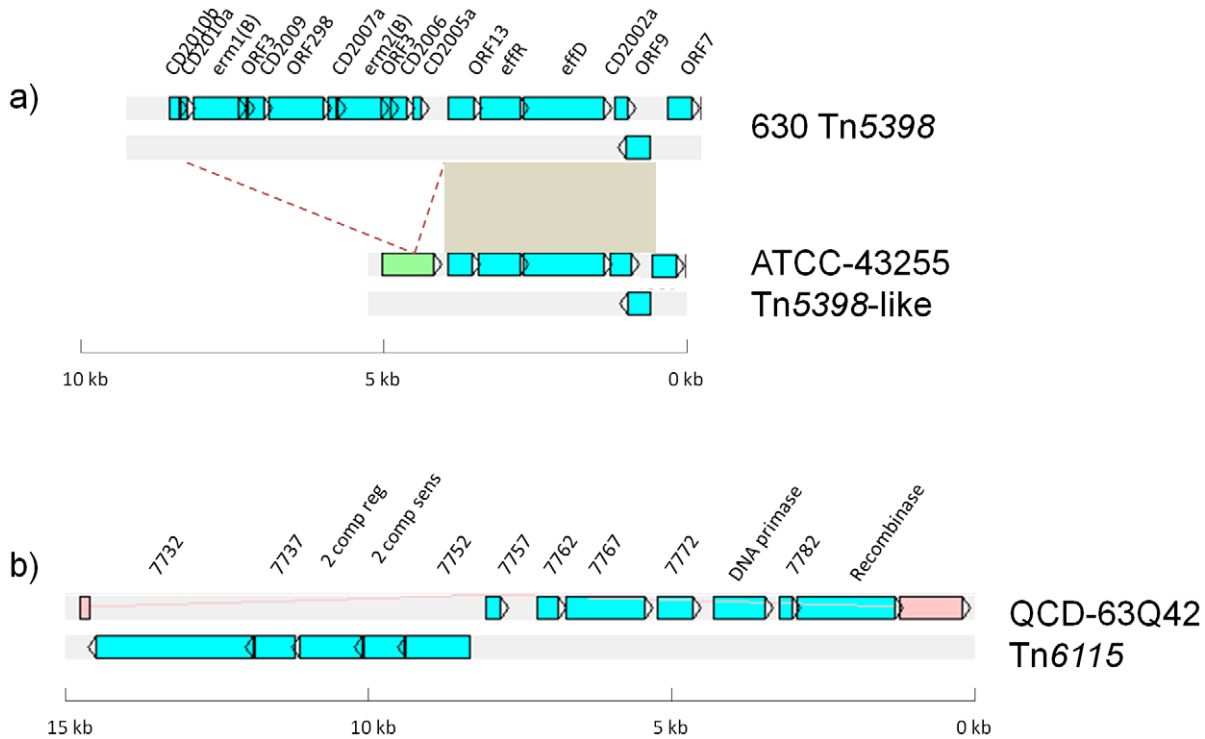 CD2010b
CD2010a
erm1(B)
ORF3
CD2009
ORF298
CD2007a
erm2(B)
ORF3
CD2006
CD2005a
ORF13
effR
effD
CD2002a
ORF9
ORF7
a)
630 Tn5398
ATCC-43255
Tn5398-like
10 kb
5 kb
0 kb
7732
7737
2 comp reg
2 comp sens
7752
7757
7762
7767
7772
DNA primase
7782
Recombinase
b)
QCD-63Q42
Tn6115
15 kb
10 kb
5 kb
0 kb